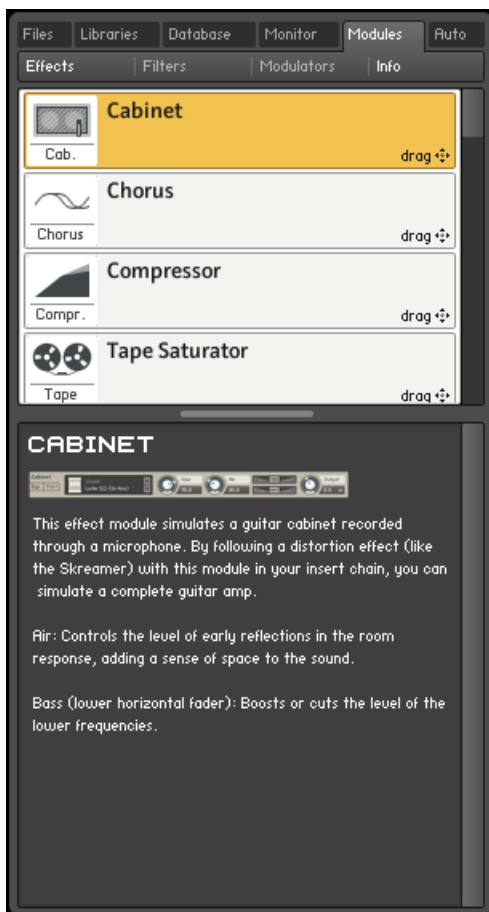 Files Libraries Database Monitor Modules Auto
Effects Filters Modulators Info
Cabinet
Cab.
drag
Chorus
Chorus
drag
Compressor
Compr.
drag
Tape Saturator
Tape
drag
CABINET
Cabinet
This effect module simulates a guitar cabinet recorded
through a microphone. By following a distortion effect (like
the Skreamer) with this module in your insert chain, you can
simulate a complete guitar amp.
Air: Controls the level of early reflections in the room
response, adding a sense of space to the sound.
Bass (lower horizontal fader): Boosts or cuts the level of the
lower frequencies.